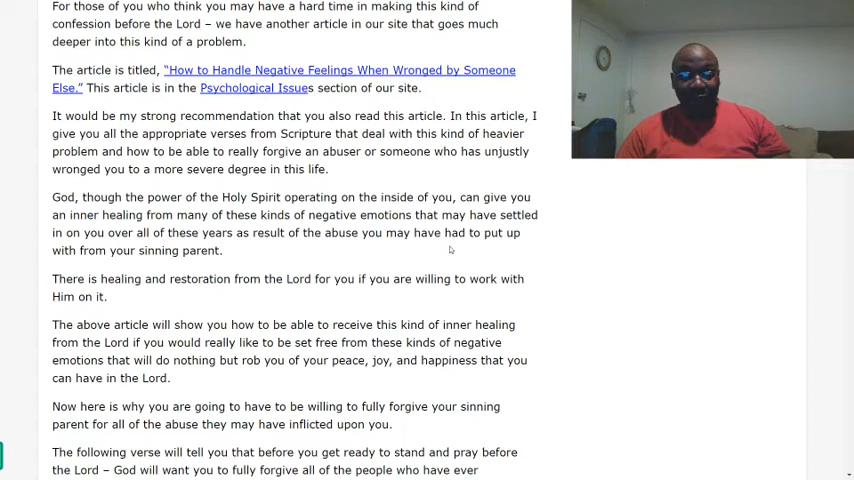 For those of you who think you may have a hard time in making this kind of
confession before the Lord – we have another article in our site that goes much
deeper into this kind of a problem.
The article is titled, “How to Handle Negative Feelings When Wronged by Someone
Else.” This article is in the Psychological Issues section of our site.
It would be my strong recommendation that you also read this article. In this article, I
give you all the appropriate verses from Scripture that deal with this kind of heavier
problem and how to be able to really forgive an abuser or someone who has unjustly
wronged you to a more severe degree in this life.
God, though the power of the Holy Spirit operating on the inside of you, can give you
an inner healing from many of these kinds of negative emotions that may have settled
in on you over all of these years as result of the abuse you may have had to put up
with from your sinning parent.
There is healing and restoration from the Lord for you if you are willing to work with
Him on it.
The above article will show you how to be able to receive this kind of inner healing
from the Lord if you would really like to be set free from these kinds of negative
emotions that will do nothing but rob you of your peace, joy, and happiness that you
can have in the Lord.
Now here is why you are going to have to be willing to fully forgive your sinning
parent for all of the abuse they may have inflicted upon you.
The following verse will tell you that before you get ready to stand and pray before
the Lord – God will want you to fully forgive all of the people who have ever